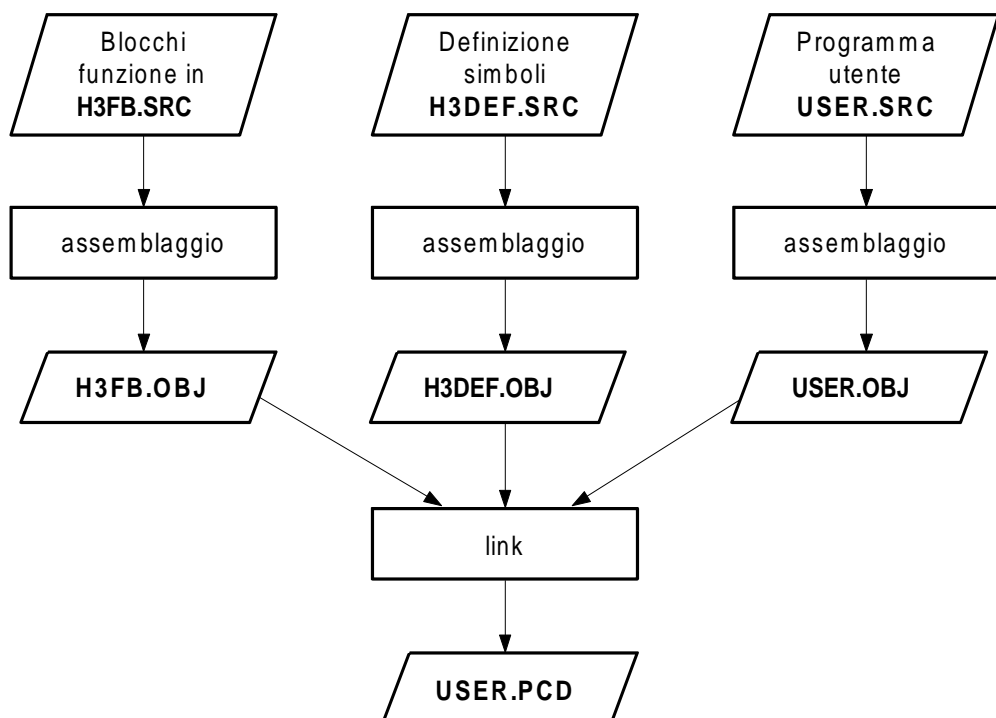 Blocchi
funzione in
H3FB.SRC
Definizione
simboli
H3DEF.SRC
Programma
utente
USER.SRC
assemblaggio
assemblaggio
assemblaggio
H3FB.OBJ
H3DEF.OBJ
USER.OBJ
link
USER.PCD